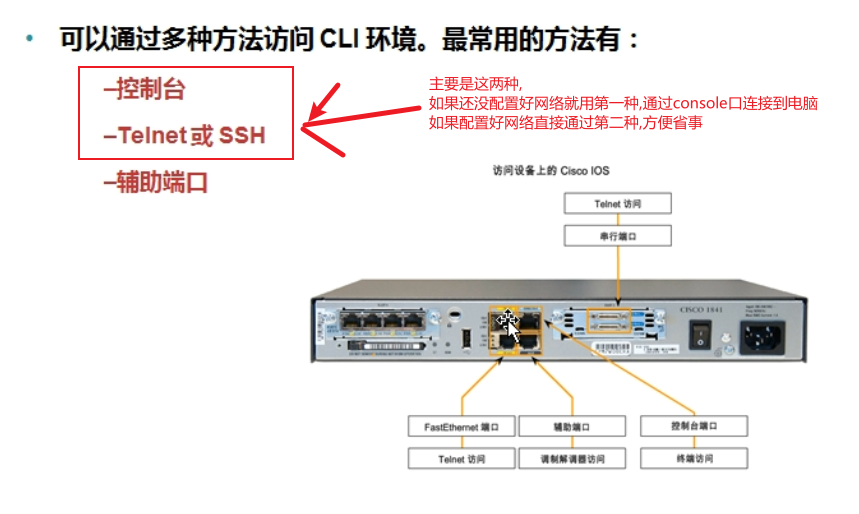 • 可以通过多种方法访问 CLI 环境。最常用的方法有：
–控制台
–Telnet 或 SSH
–辅助端口
主要是这两种,
如果还没配置好网络就用第一种,通过console口连接到电脑
如果配置好网络直接通过第二种,方便省事
访问设备上的 Cisco IOS
Telnet 访问
串行端口
CISCO 1841
FastEthernet 端口
辅助端口
控制台端口
Telnet 访问
调制解调器访问
终端访问